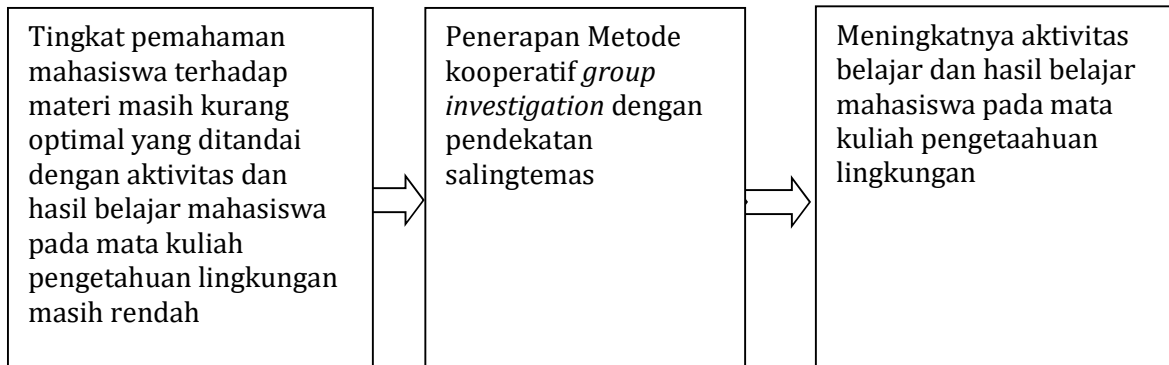 Tingkat pemahaman
mahasiswa terhadap
materi masih kurang
optimal yang ditandai
dengan aktivitas dan
hasil belajar mahasiswa
pada mata kuliah
pengetahuan lingkungan
masih rendah
Penerapan Metode
kooperatif group
investigation dengan
pendekatan
salingtemas
Meningkatnya aktivitas
belajar dan hasil belajar
mahasiswa pada mata
kuliah pengetaahuan
lingkungan